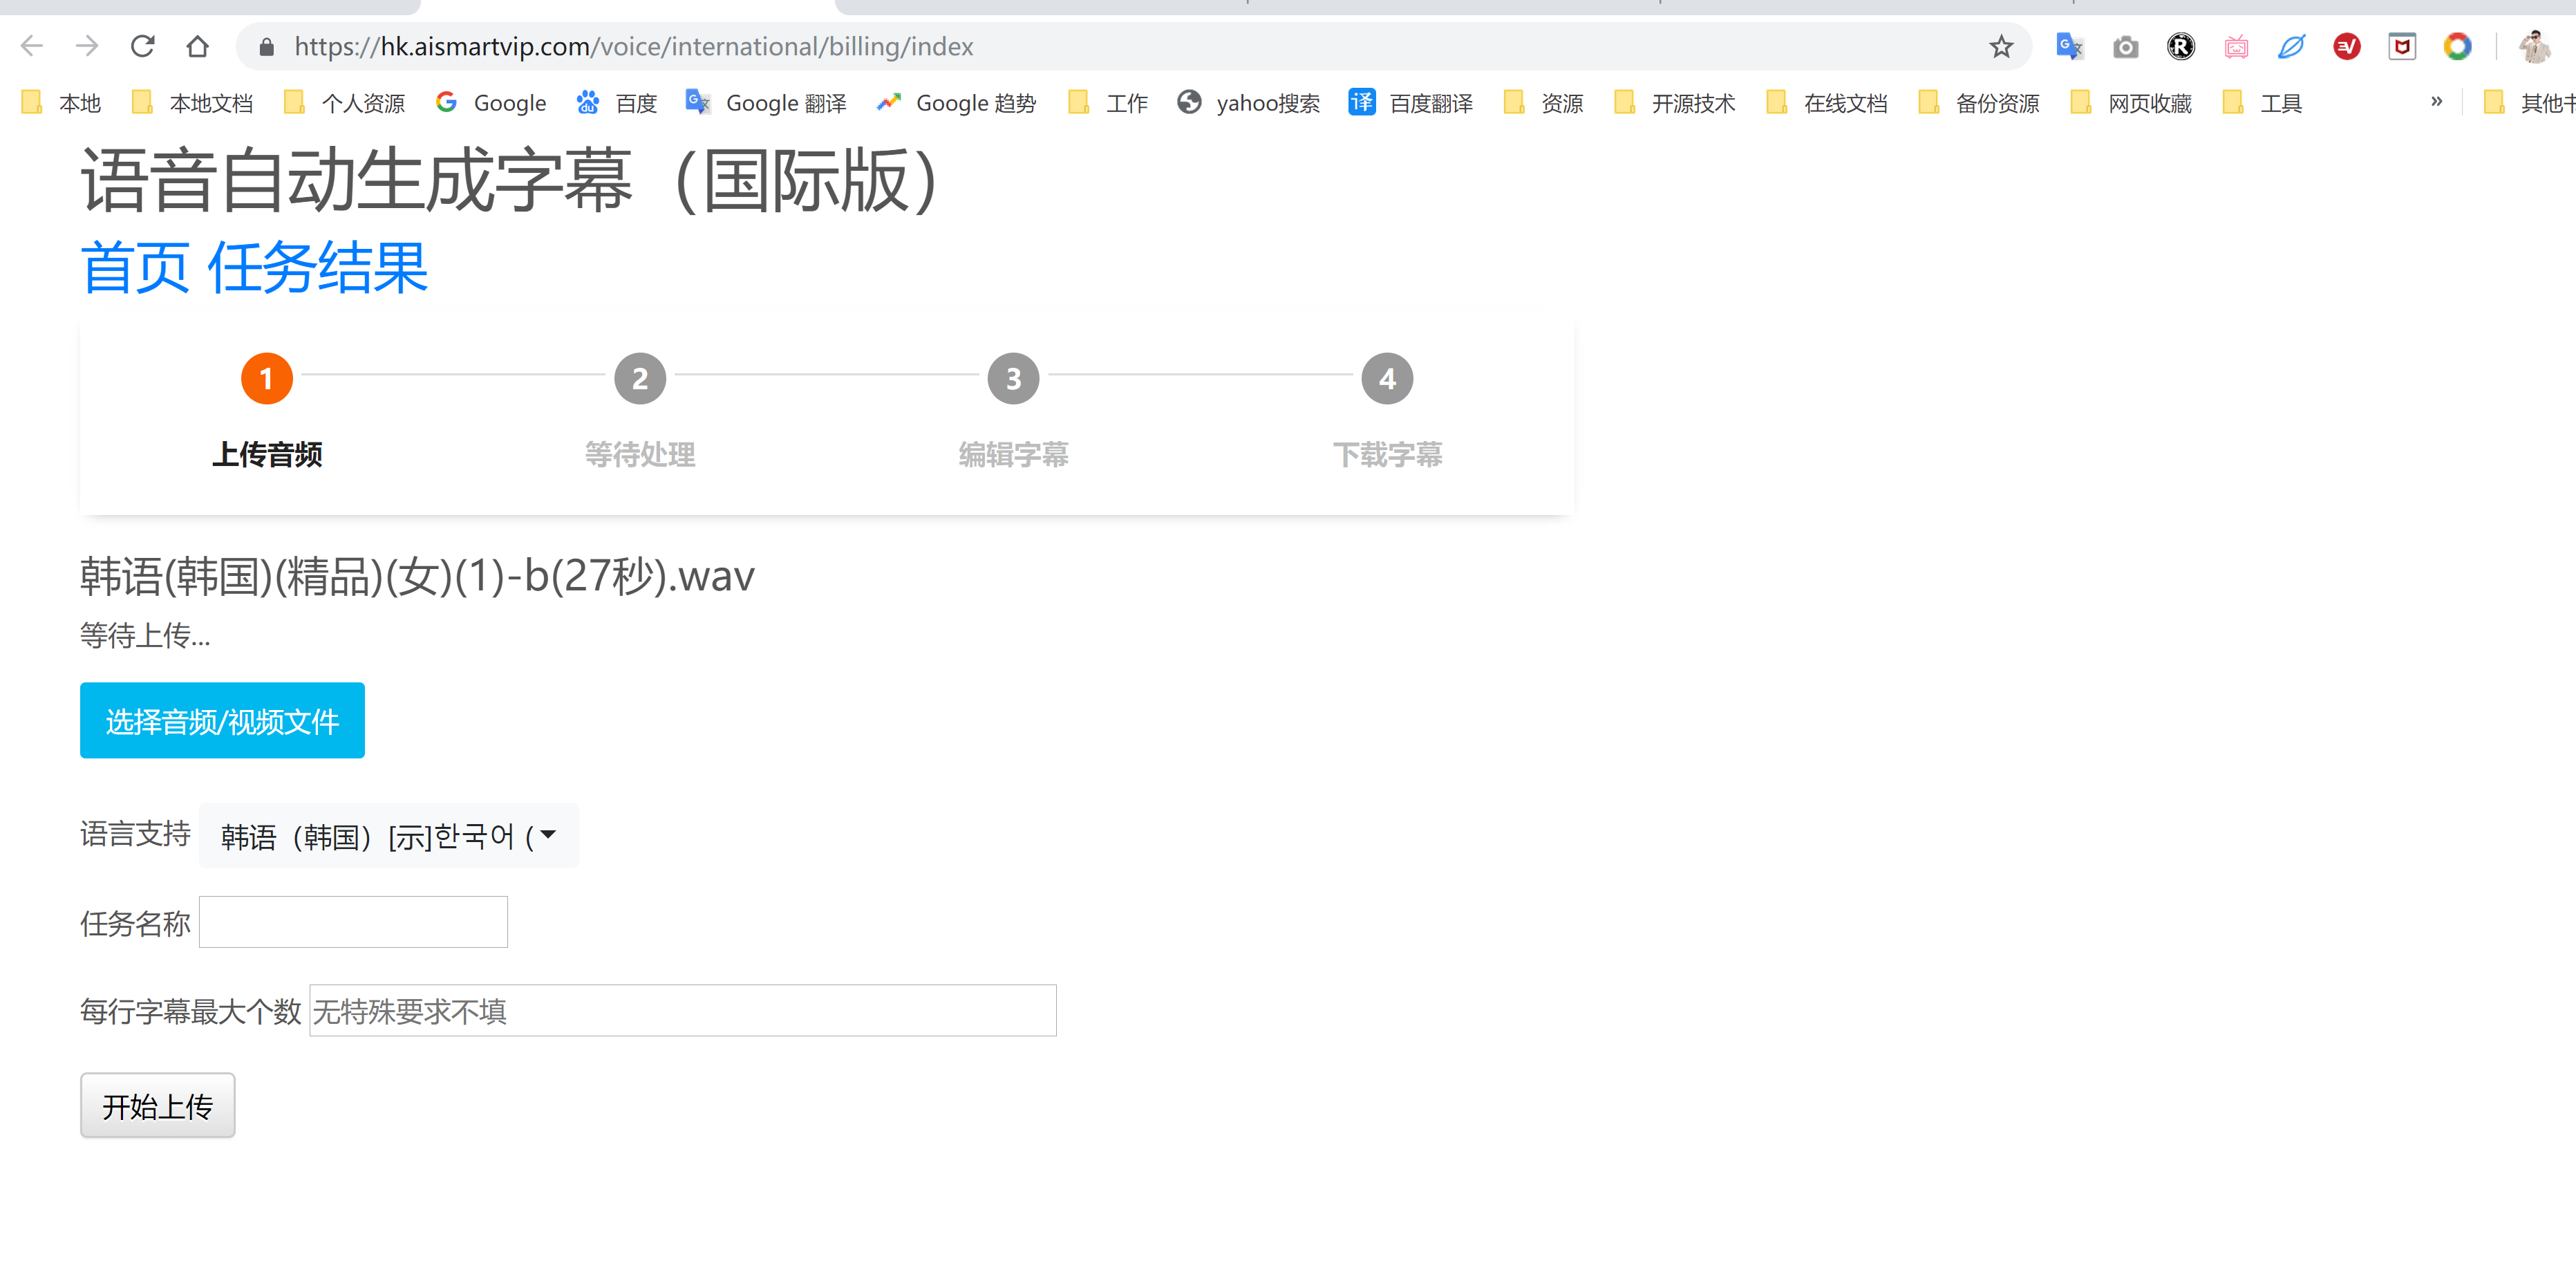 https://hk.aismartvip.com/voice/international/billing/index
本地 本地文档 个人资源 Google 百度 Google 翻译 Google 趋势 工作 yahoo搜索 译 百度翻译 资源 开源技术 在线文档 备份资源 网页收藏 工具 » 其他书
语音自动生成字幕（国际版）
首页 任务结果
1 2 3 4
上传音频 等待处理 编辑字幕 下载字幕
韩语(韩国)(精品)(女)(1)-b(27秒).wav
等待上传...
选择音频/视频文件
语言支持 韩语（韩国）[示]한국어 (
任务名称
每行字幕最大个数 无特殊要求不填
开始上传